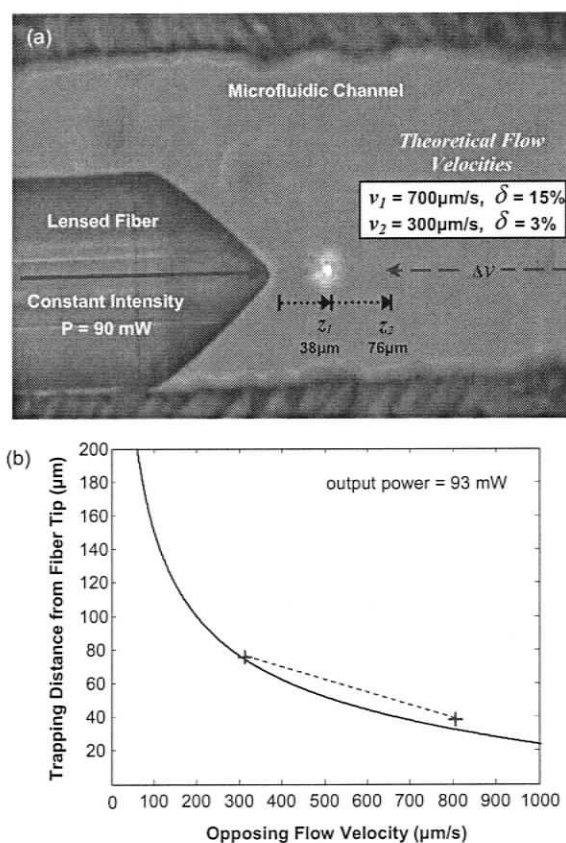 (a)
Microfluidic Channel
Theoretical Flow
Velocities
v₁ = 700µm/s, δ = 15%
v₂ = 300µm/s, δ = 3%
Lensed Fiber
Δv
Constant Intensity
P = 90 mW
z₁ z₂
38µm 76µm
(b)
output power = 93 mW
Trapping Distance from Fiber Tip (µm)
200
180
160
140
120
100
80
60
40
20
0 100 200 300 400 500 600 700 800 900 1000
Opposing Flow Velocity (µm/s)